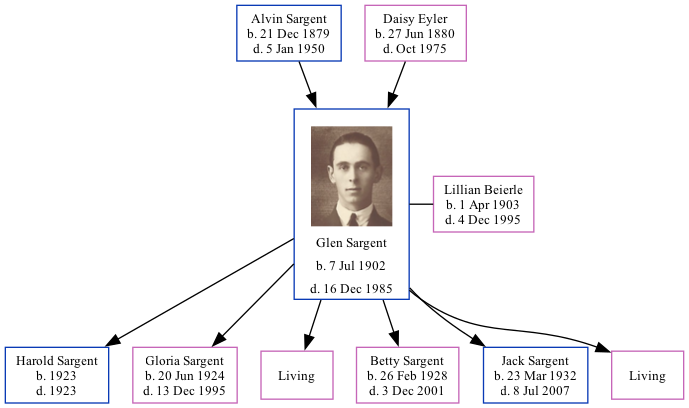 Alvin Sargent
b. 21 Dec 1879
d. 5 Jan 1950
Daisy Eyler
b. 27 Jun 1880
d. Oct 1975
Lillian Beierle
b. 1 Apr 1903
d. 4 Dec 1995
Glen Sargent
b. 7 Jul 1902
d. 16 Dec 1985
Harold Sargent
b. 1923
d. 1923
Gloria Sargent
b. 20 Jun 1924
d. 13 Dec 1995
Living
Betty Sargent
b. 26 Feb 1928
d. 3 Dec 2001
Jack Sargent
b. 23 Mar 1932
d. 8 Jul 2007
Living